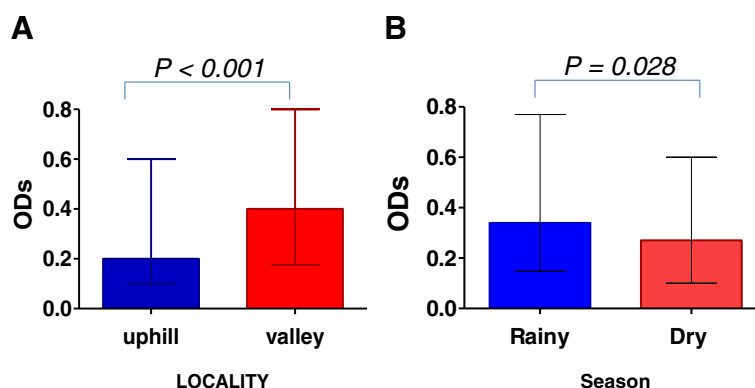 A
P < 0.001
0.8
0.6
0.4
0.2
0.0
ODs
uphill
valley
LOCALITY
B
P = 0.028
0.8
0.6
0.4
0.2
0.0
ODs
Rainy
Dry
Season